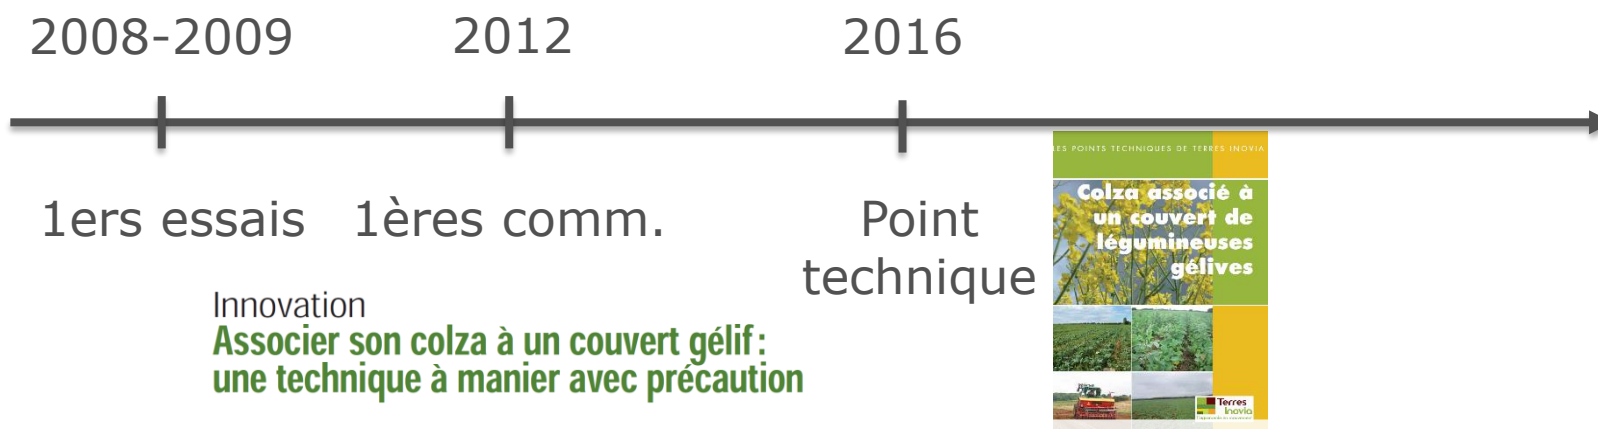 2008-2009
2012
2016
1ers essais
1ères comm.
Point
technique
Innovation
Associer son colza à un couvert gélif :
une technique à manier avec précaution
LES POINTS TECHNIQUES DE TERRES INOVIA
Colza associé à
un couvert de
légumineuses
gélives
Terres
Inovia